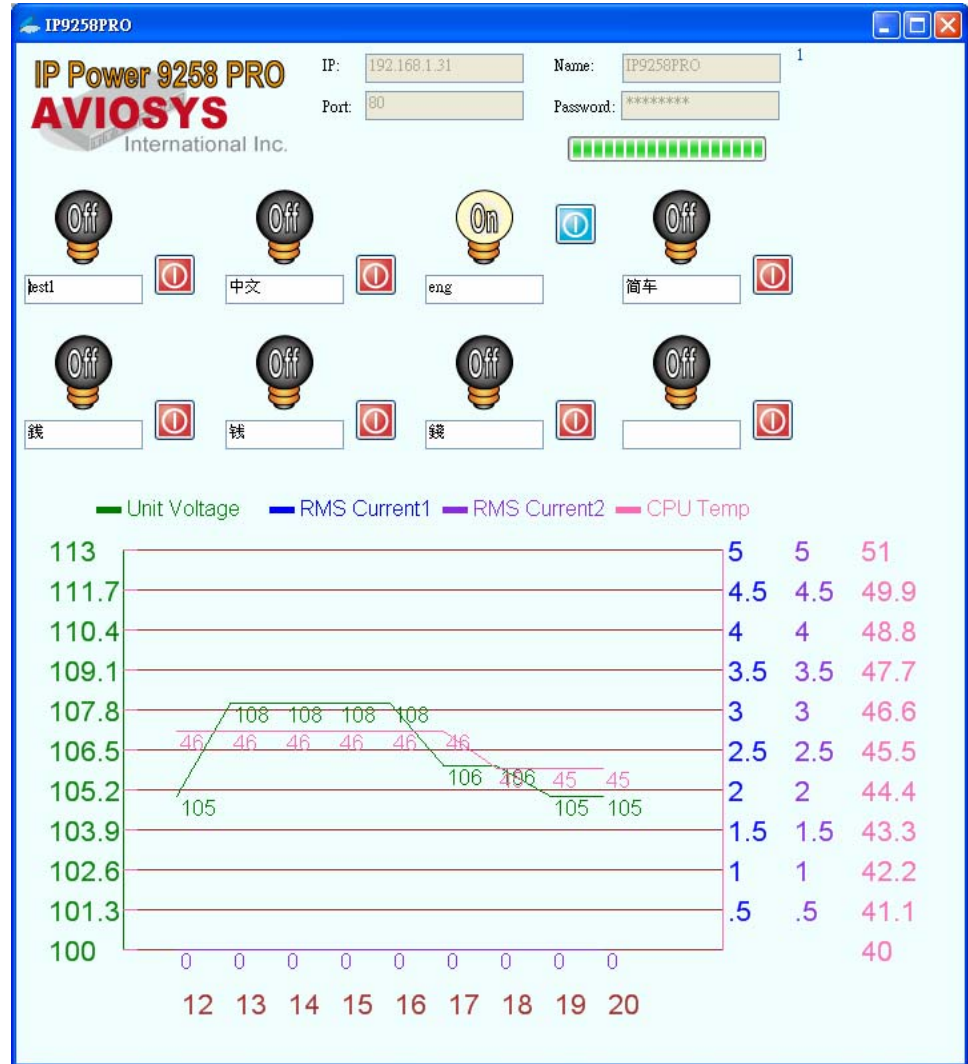 IP9258PRO
IP Power 9258 PRO
AVIOSYS
International Inc.
IP: 192.168.1.31 Name: IP9258PRO 1
Port: 80 Password: ********
Off Off On Off
test1 中文 eng 简车
Off Off Off Off
銭 钱 錢
Unit Voltage RMS Current1 RMS Current2 CPU Temp
113 5 5 51
111.7 4.5 4.5 49.9
110.4 4 4 48.8
109.1 3.5 3.5 47.7
107.8 3 3 46.6
108 108 108 108
46 46 46 46 46 46
106.5 2.5 2.5 45.5
106 106 45 45 45
105.2 2 2 44.4
105 105 105
103.9 1.5 1.5 43.3
102.6 1 1 42.2
101.3 .5 .5 41.1
100 40
0 0 0 0 0 0 0 0 0
12 13 14 15 16 17 18 19 20